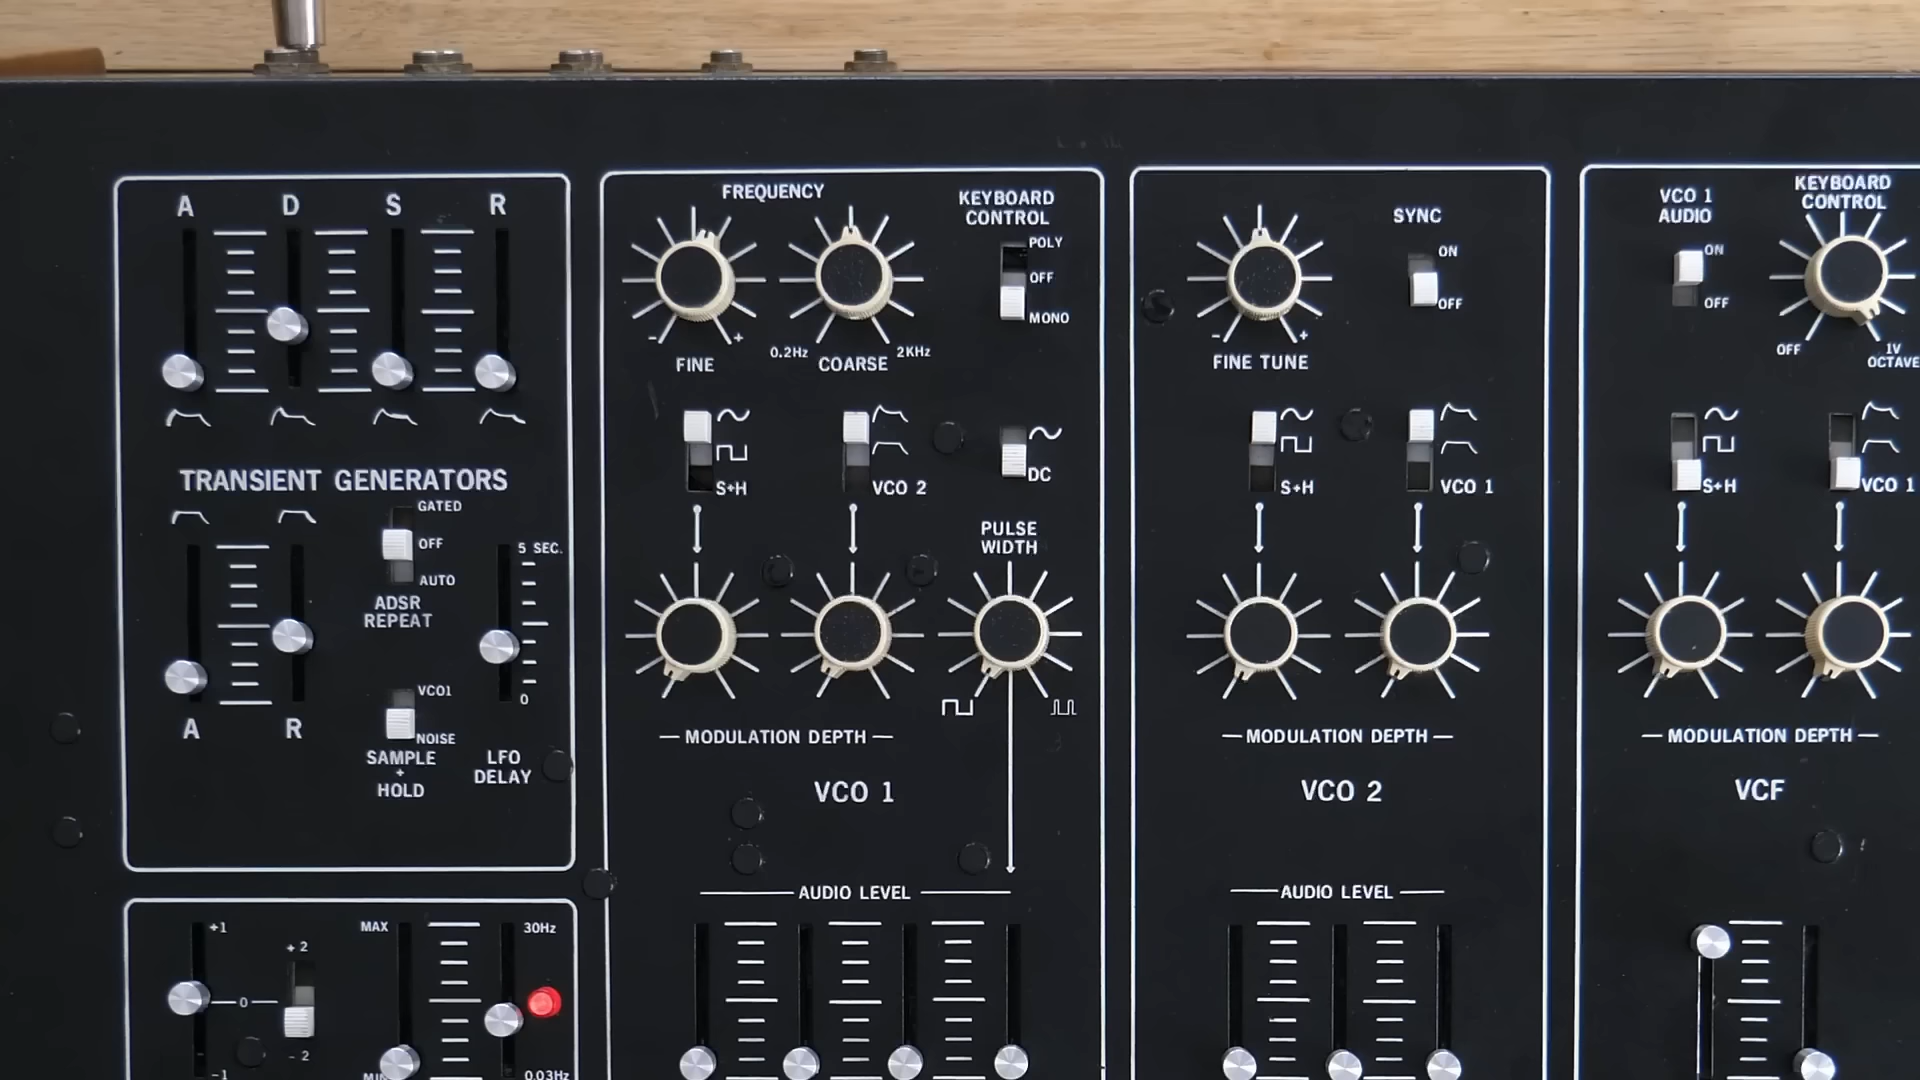 A D S R
TRANSIENT GENERATORS
GATED
OFF
AUTO
ADSR
REPEAT
5 SEC.
0
VCO1
NOISE
A R
SAMPLE
+
HOLD
LFO
DELAY
+1
0
-1
+2
-2
MAX
30Hz
0.03Hz
FREQUENCY
KEYBOARD
CONTROL
POLY
OFF
MONO
- +
FINE
0.2Hz
2KHz
COARSE
S+H
VCO 2
DC
PULSE
WIDTH
MODULATION DEPTH
VCO 1
AUDIO LEVEL
SYNC
ON
OFF
- +
FINE TUNE
S+H
VCO 1
MODULATION DEPTH
VCO 2
AUDIO LEVEL
VCO 1
AUDIO
ON
OFF
KEYBOARD
CONTROL
OFF
1V
OCTAVE
S+H
VCO 1
MODULATION DEPTH
VCF